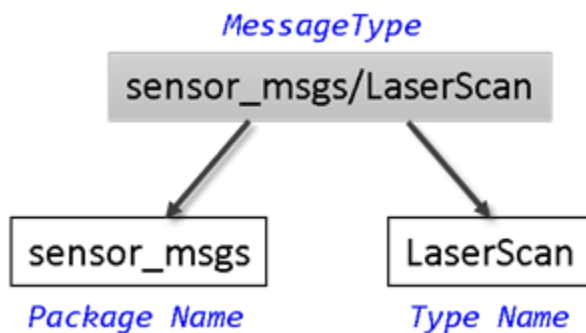 MessageType
sensor_msgs/LaserScan
sensor_msgs
LaserScan
Package Name
Type Name